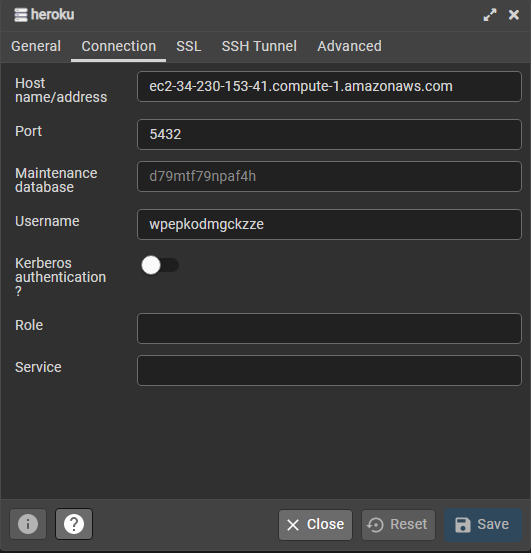 heroku
General Connection SSL SSH Tunnel Advanced
Host
name/address
ec2-34-230-153-41.compute-1.amazonaws.com
Port
5432
Maintenance
database
d79mtf79npaf4h
Username
wpepkodmgckzze
Kerberos
authentication
?
Role
Service
Close Reset Save